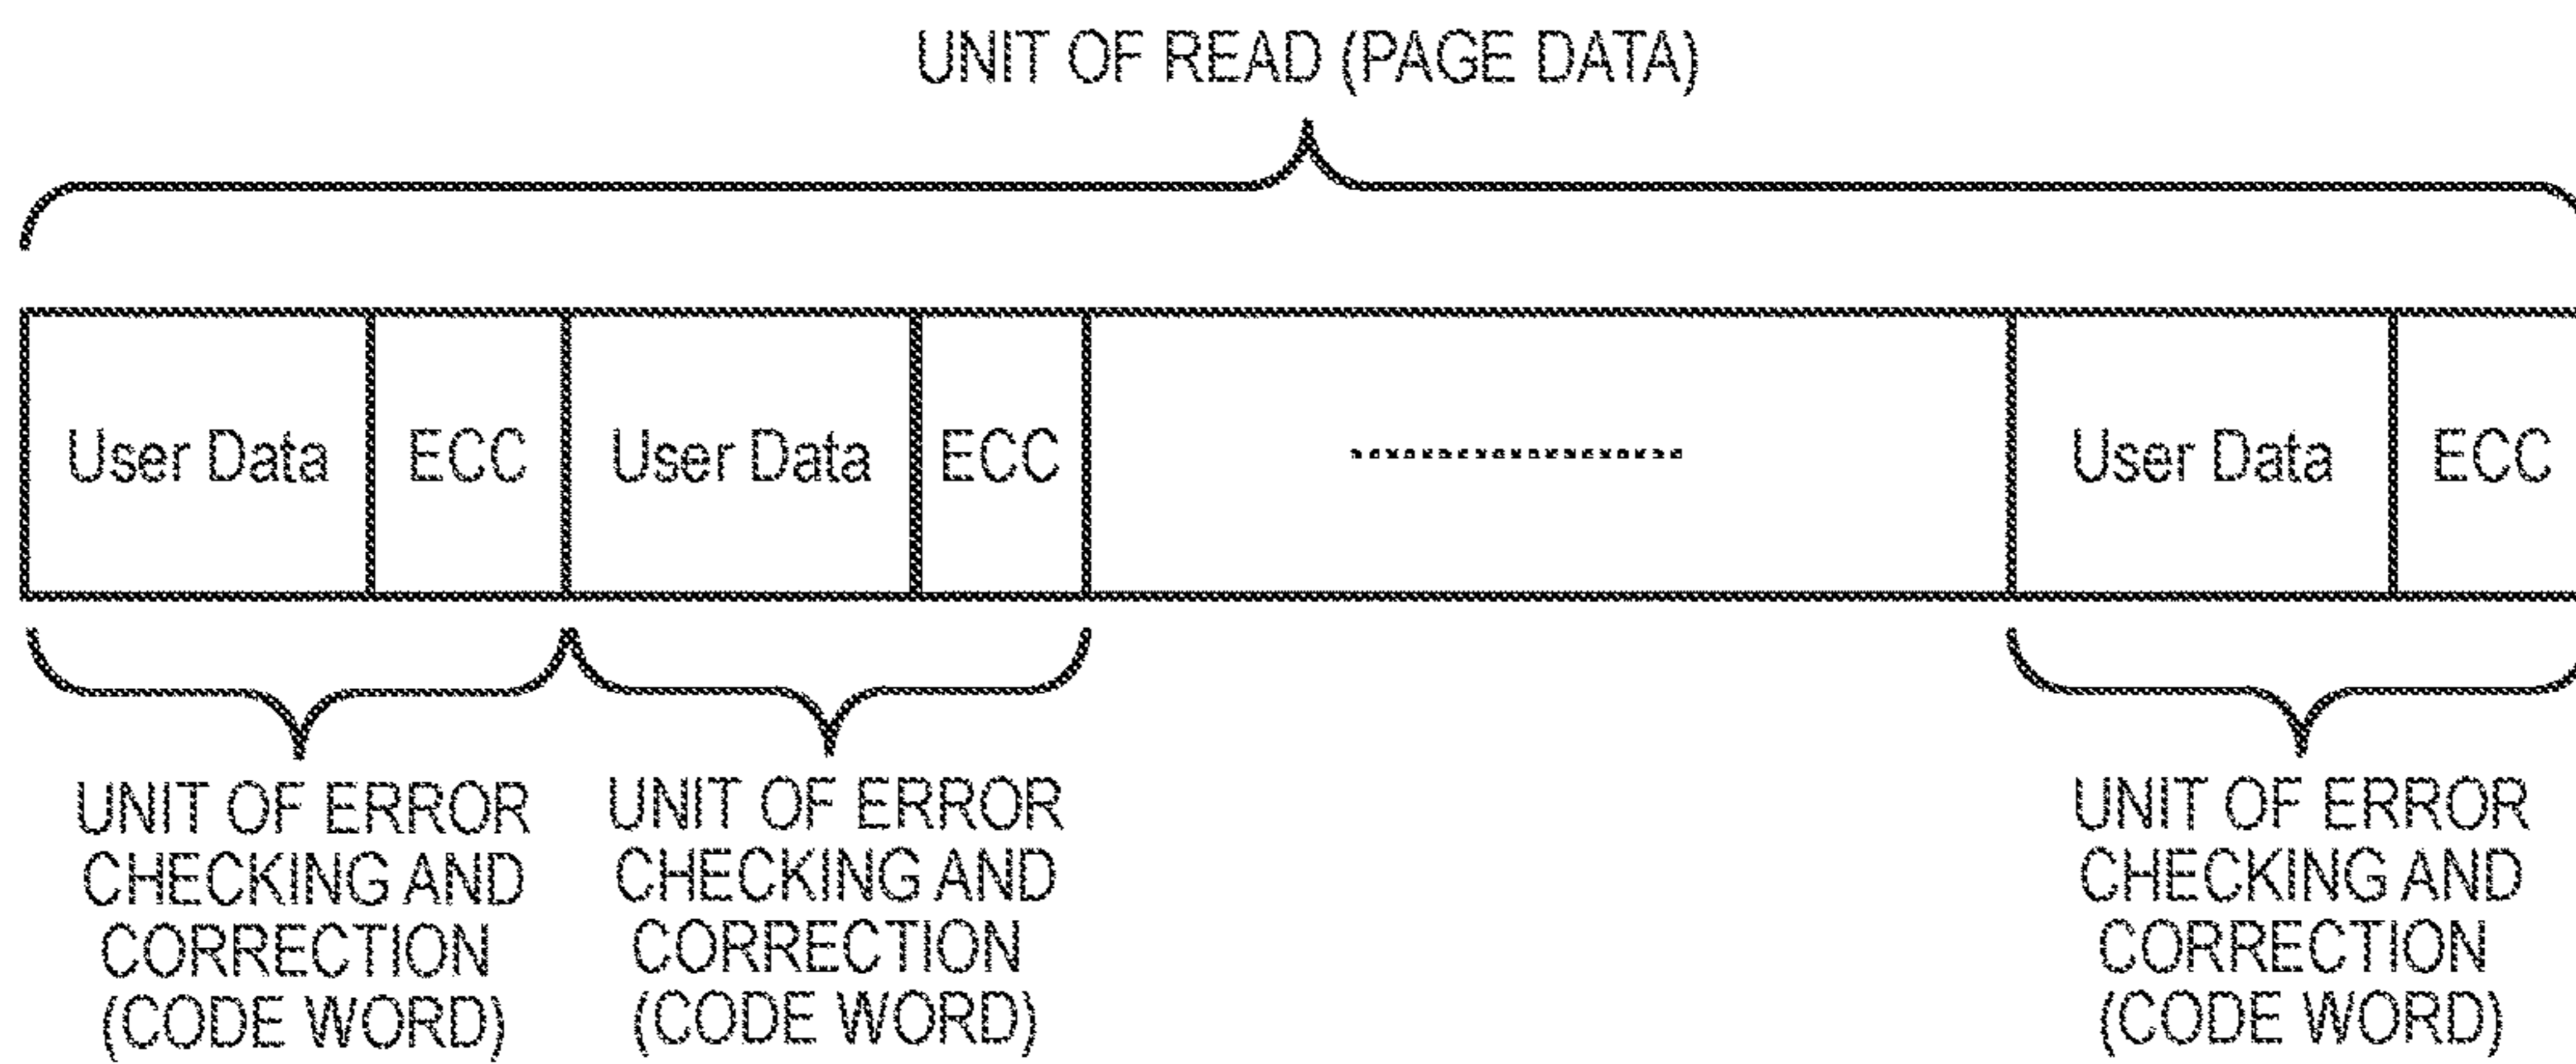 UNIT OF READ (PAGE DATA)
User Data ECC User Data ECC ------------------- User Data ECC
UNIT OF ERROR
CHECKING AND
CORRECTION
(CODE WORD)
UNIT OF ERROR
CHECKING AND
CORRECTION
(CODE WORD)
UNIT OF ERROR
CHECKING AND
CORRECTION
(CODE WORD)